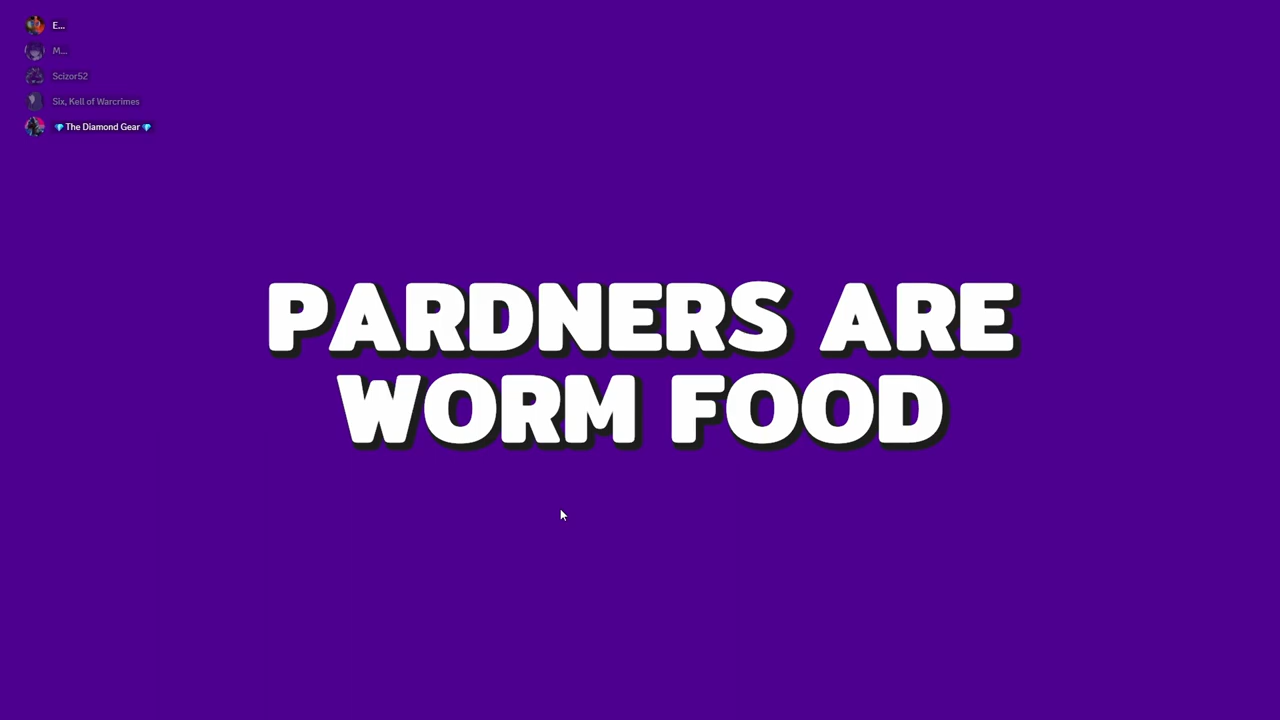 E...
M...
Scizor52
Six, Kell of Warcrimes
💎The Diamond Gear💎
PARDNERS ARE
WORM FOOD